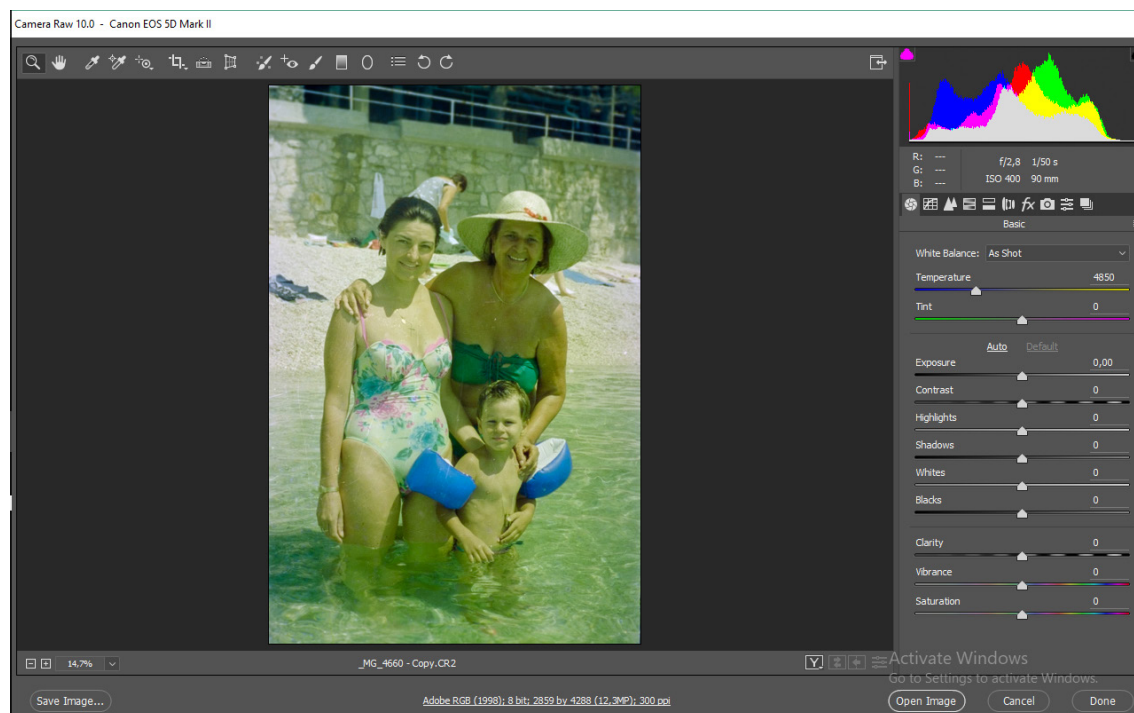 Camera Raw 10.0 - Canon EOS 5D Mark II
R: ---
G: ---
B: ---
f/2,8 1/50 s
ISO 400 90 mm
Basic
White Balance: As Shot
Temperature 4850
Tint 0
Auto Default
Exposure 0,00
Contrast 0
Highlights 0
Shadows 0
Whites 0
Blacks 0
Clarity 0
Vibrance 0
Saturation 0
14,7% _MG_4660 - Copy.CR2 Y
Activate Windows
Go to Settings to activate Windows.
Save Image... Adobe RGB (1998); 8 bit; 2859 by 4288 (12,3MP); 300 ppi Open Image Cancel Done